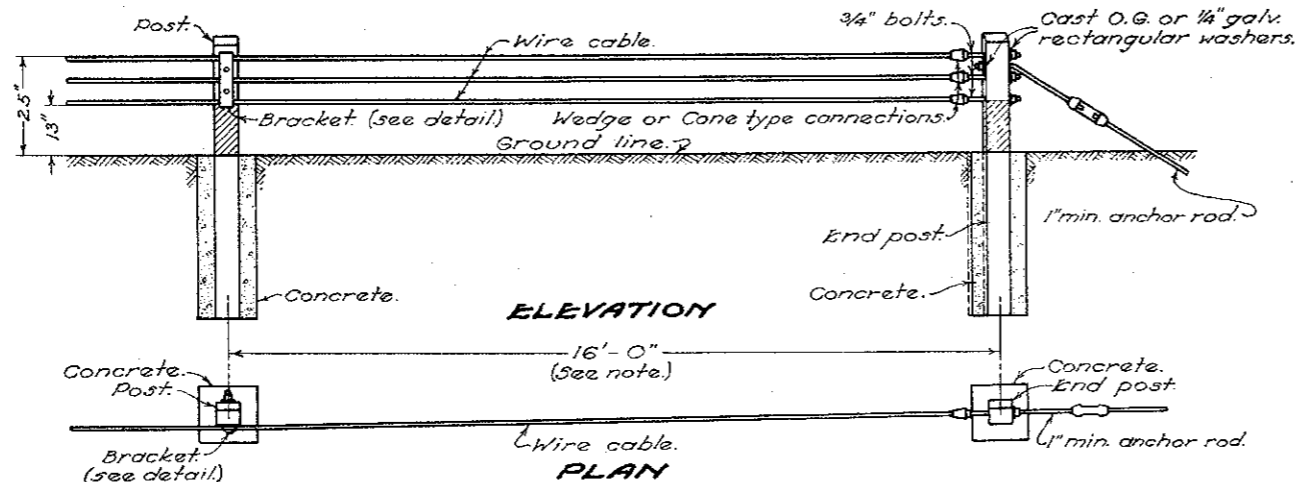 Post.
Wire cable.
3/4" bolts.
Cast O.G. or 1/4" galv.
rectangular washers.
25"
13"
Bracket (see detail.)
Wedge or Cone type connections.
Ground line.
1" min. anchor rod.
End post.
Concrete.
Concrete.
ELEVATION
16'-0"
(See note.)
Concrete.
Post.
Concrete.
End post.
Bracket
(see detail.)
Wire cable.
1" min. anchor rod.
PLAN